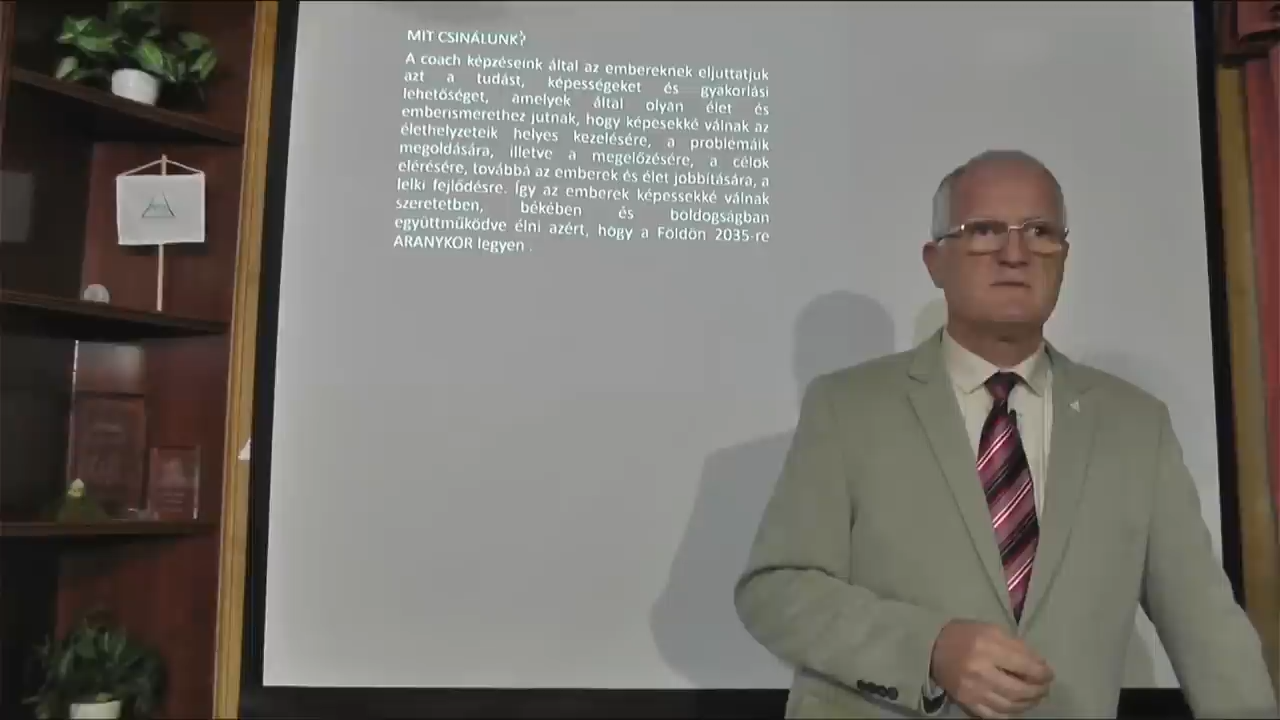 MIT CSINÁLUNK?
A coach képzéseink által az embereknek eljuttatjuk
azt a tudást, képességeket és gyakorlási
lehetőséget, amelyek által olyan élet és
emberismerethez jutnak, hogy képesekké válnak az
élethelyzeteik helyes kezelésére, a problémáik
megoldására, illetve a megelőzésére, a célok
elérésére, továbbá az emberek és élet jobbítására, a
lelki fejlődésre. Így az emberek képessekké válnak
szeretetben, békében és boldogságban
együttműködve élni azért, hogy a Földön 2035-re
ARANYKOR legyen .